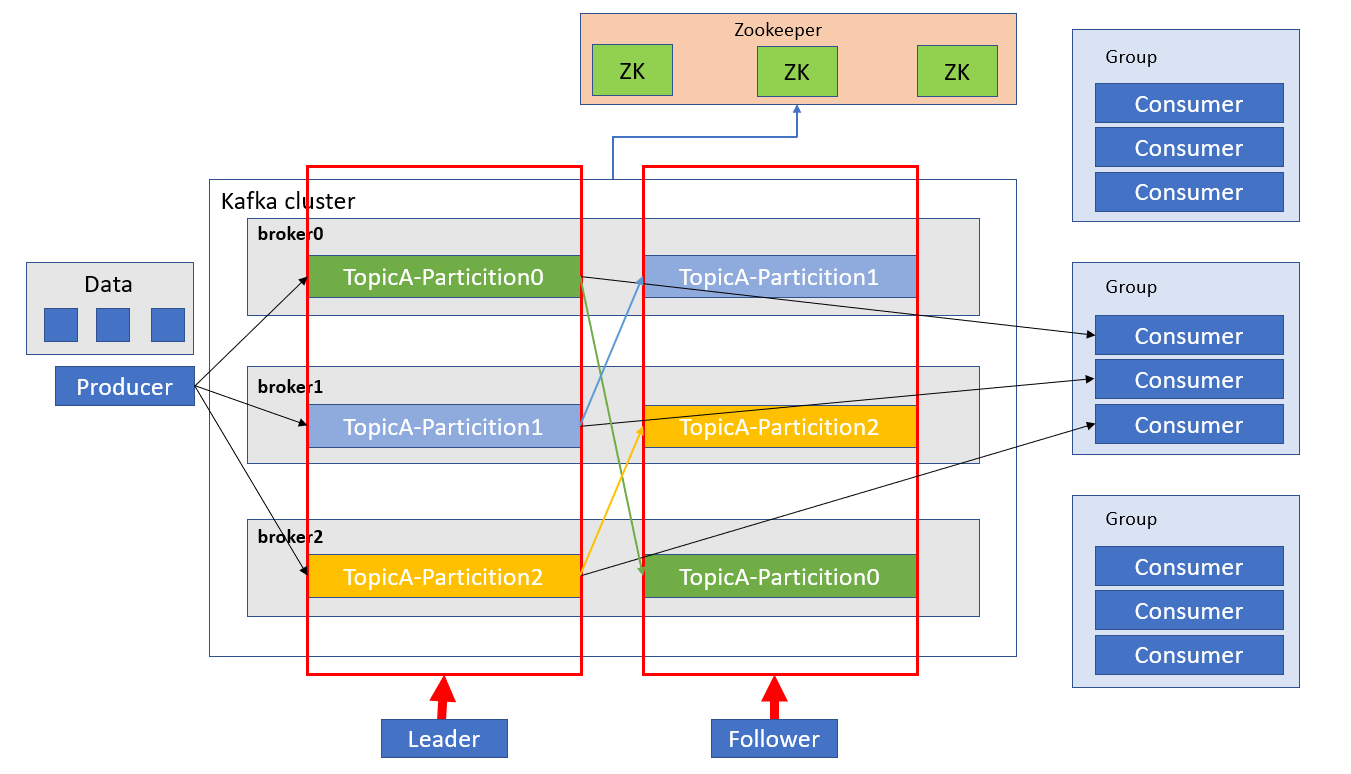 Zookeeper
ZK
ZK
ZK
Group
Consumer
Consumer
Consumer
Kafka cluster
broker0
TopicA-Particition0
TopicA-Particition1
Data
Producer
broker1
TopicA-Particition1
TopicA-Particition2
broker2
TopicA-Particition2
TopicA-Particition0
Group
Consumer
Consumer
Consumer
Group
Consumer
Consumer
Consumer
Leader
Follower